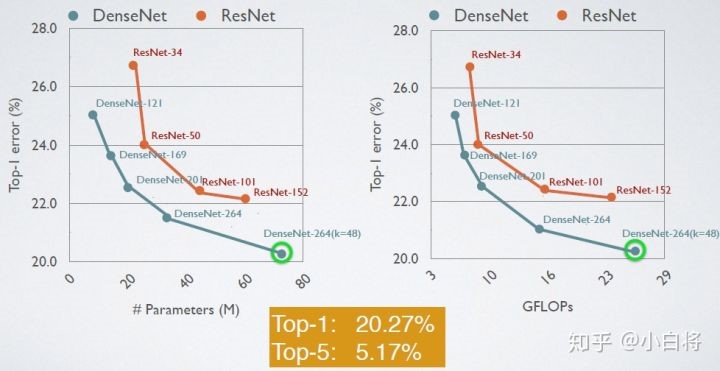 DenseNet ResNet
28.0
26.0
24.0
22.0
20.0
Top-1 error (%)
ResNet-34
DenseNet-121
ResNet-50
DenseNet-169
DenseNet-201
ResNet-101
ResNet-152
DenseNet-264
DenseNet-264(k=48)
0 20 40 60 80
# Parameters (M)
DenseNet ResNet
28.0
26.0
24.0
22.0
20.0
Top-1 error (%)
ResNet-34
DenseNet-121
ResNet-50
DenseNet-169
DenseNet-201
ResNet-101
ResNet-152
DenseNet-264
DenseNet-264(k=48)
3 10 16 23 29
GFLOPs
Top-1: 20.27%
Top-5: 5.17%
知乎 @小白将